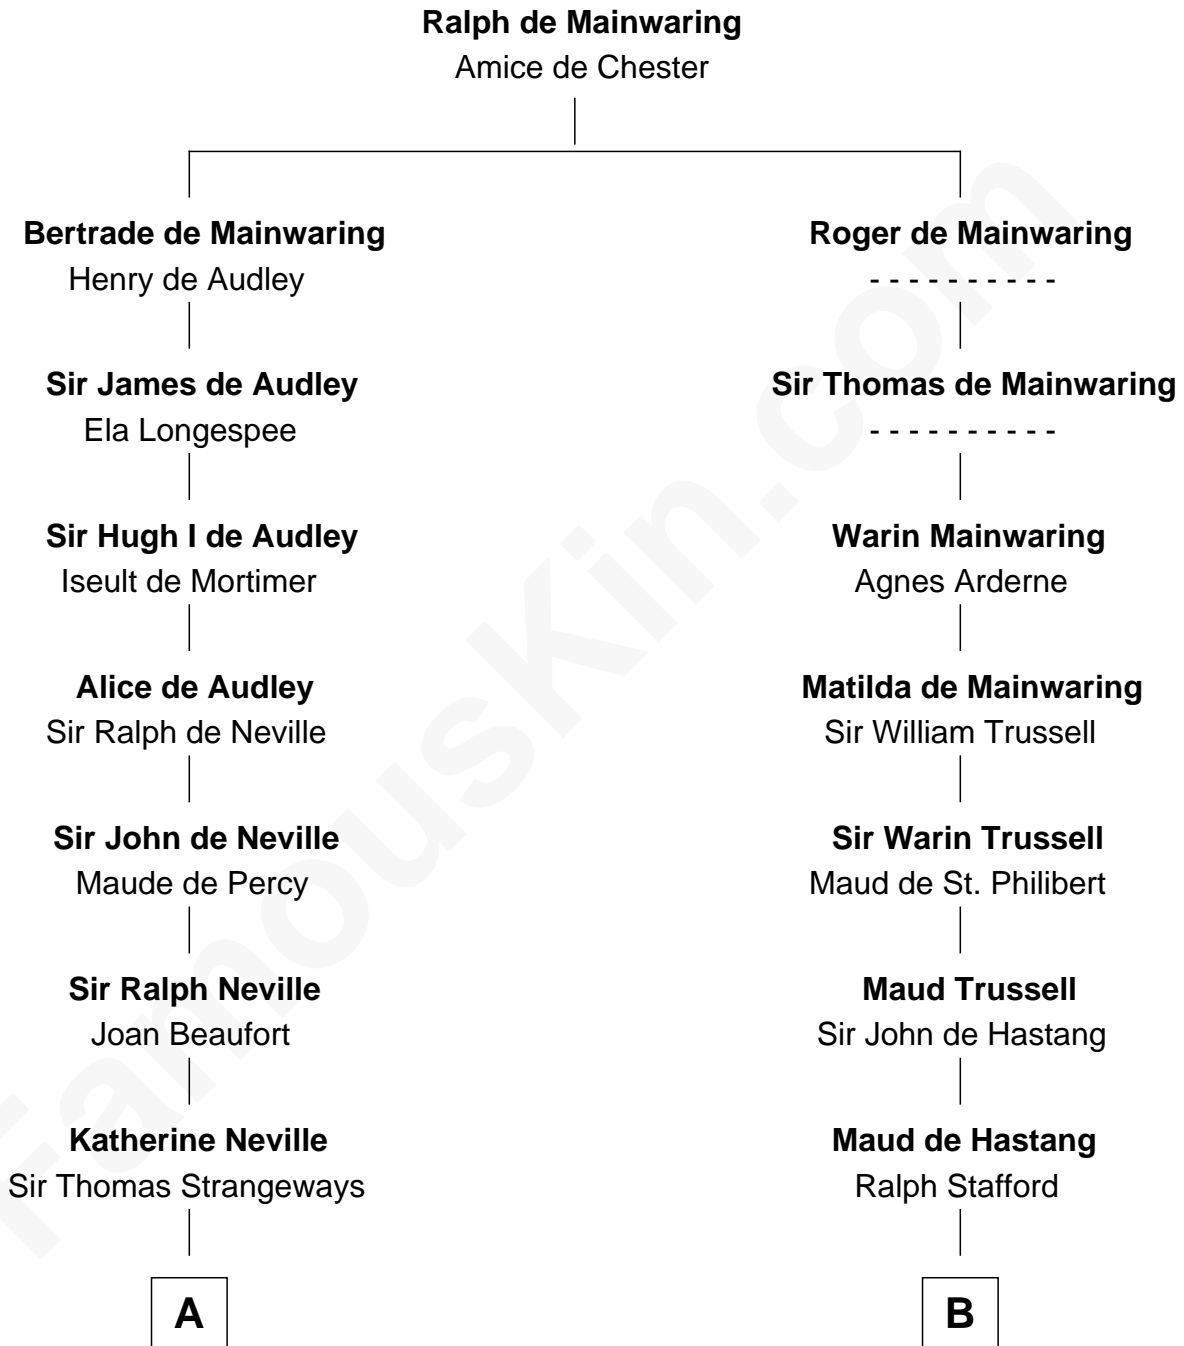 Ralph de Mainwaring
Amice de Chester
Bertrade de Mainwaring
Henry de Audley
Sir James de Audley
Ela Longespee
Sir Hugh I de Audley
Iseult de Mortimer
Alice de Audley
Sir Ralph de Neville
Sir John de Neville
Maude de Percy
Sir Ralph Neville
Joan Beaufort
Katherine Neville
Sir Thomas Strangeways
A
Roger de Mainwaring
- - - - - - - - - -
Sir Thomas de Mainwaring
- - - - - - - - - -
Warin Mainwaring
Agnes Arderne
Matilda de Mainwaring
Sir William Trussell
Sir Warin Trussell
Maud de St. Philibert
Maud Trussell
Sir John de Hastang
Maud de Hastang
Ralph Stafford
B
FamousKin.com